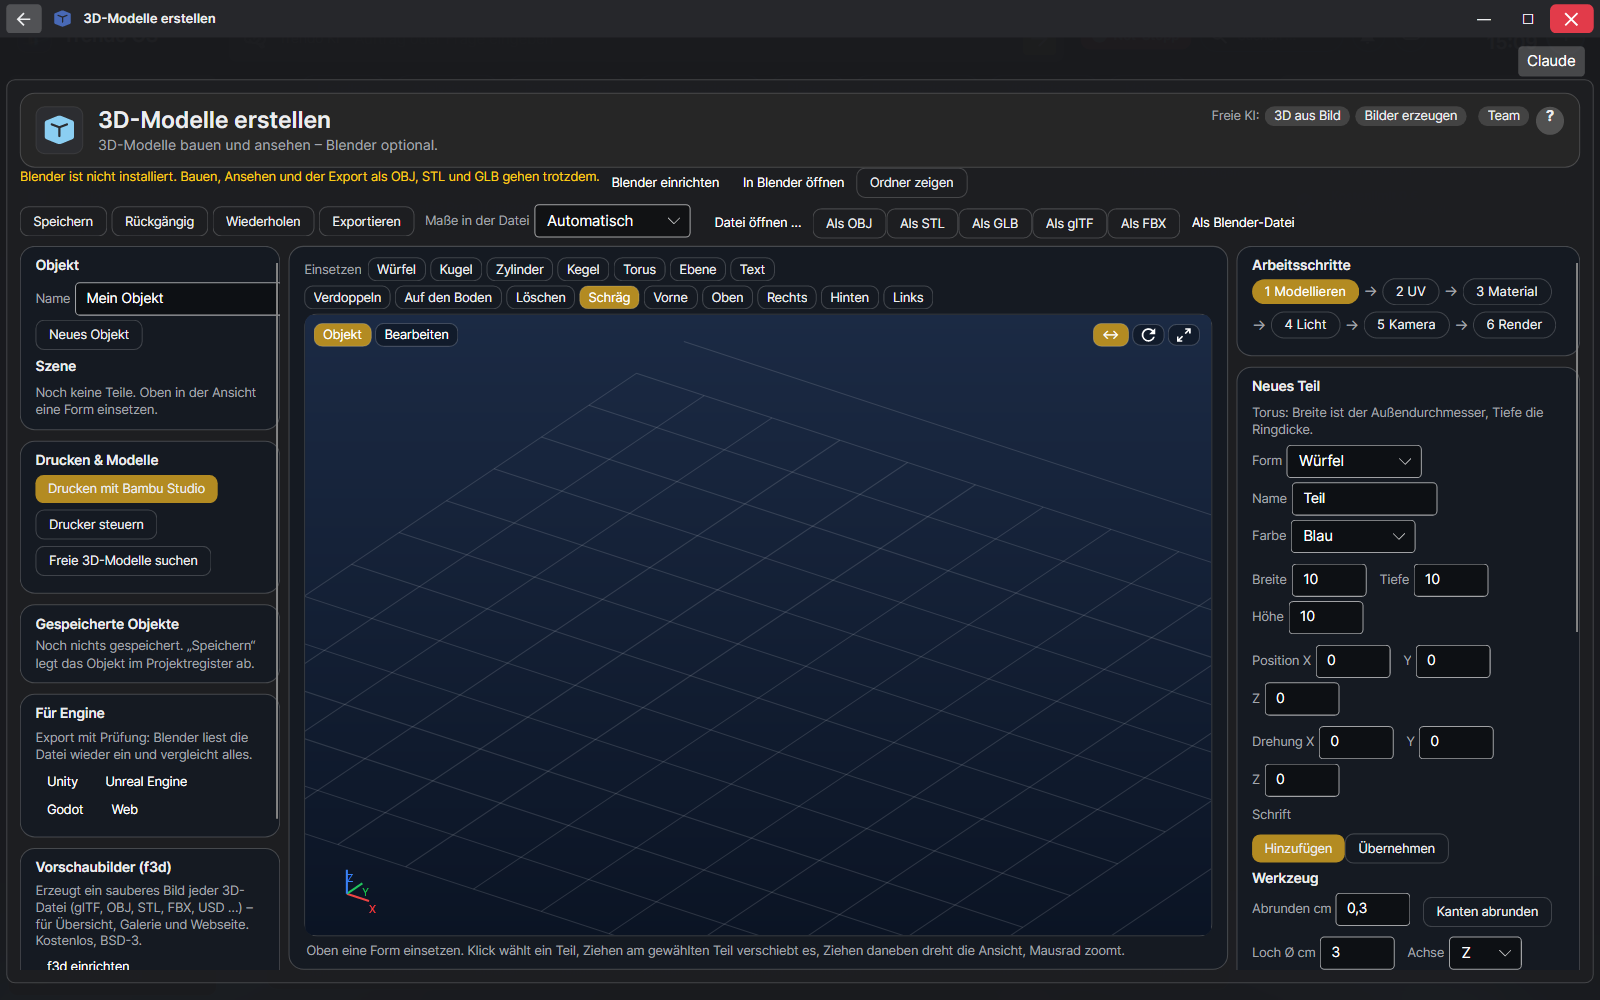 3D-Modelle erstellen
Claude
3D-Modelle erstellen
3D-Modelle bauen und ansehen – Blender optional.
Freie KI: 3D aus Bild Bilder erzeugen Team ?
Blender ist nicht installiert. Bauen, Ansehen und der Export als OBJ, STL und GLB gehen trotzdem. Blender einrichten In Blender öffnen Ordner zeigen
Speichern Rückgängig Wiederholen Exportieren Maße in der Datei Automatisch Datei öffnen ... Als OBJ Als STL Als GLB Als glTF Als FBX Als Blender-Datei
Objekt
Name Mein Objekt
Neues Objekt
Szene
Noch keine Teile. Oben in der Ansicht
eine Form einsetzen.
Drucken & Modelle
Drucken mit Bambu Studio
Drucker steuern
Freie 3D-Modelle suchen
Gespeicherte Objekte
Noch nichts gespeichert. „Speichern“
legt das Objekt im Projektregister ab.
Für Engine
Export mit Prüfung: Blender liest die
Datei wieder ein und vergleicht alles.
Unity Unreal Engine
Godot Web
Vorschaubilder (f3d)
Erzeugt ein sauberes Bild jeder 3D-
Datei (glTF, OBJ, STL, FBX, USD ...) –
für Übersicht, Galerie und Webseite.
Kostenlos, BSD-3.
f3d einrichten
Einsetzen Würfel Kugel Zylinder Kegel Torus Ebene Text
Verdoppeln Auf den Boden Löschen Schräg Vorne Oben Rechts Hinten Links
Objekt Bearbeiten
Z
Y
X
Oben eine Form einsetzen. Klick wählt ein Teil, Ziehen am gewählten Teil verschiebt es, Ziehen daneben dreht die Ansicht, Mausrad zoomt.
Arbeitsschritte
1 Modellieren → 2 UV → 3 Material
→ 4 Licht → 5 Kamera → 6 Render
Neues Teil
Torus: Breite ist der Außendurchmesser, Tiefe die
Ringdicke.
Form Würfel
Name Teil
Farbe Blau
Breite 10 Tiefe 10
Höhe 10
Position X 0 Y 0
Z 0
Drehung X 0 Y 0
Z 0
Schrift
Hinzufügen Übernehmen
Werkzeug
Abrunden cm 0,3 Kanten abrunden
Loch Ø cm 3 Achse Z